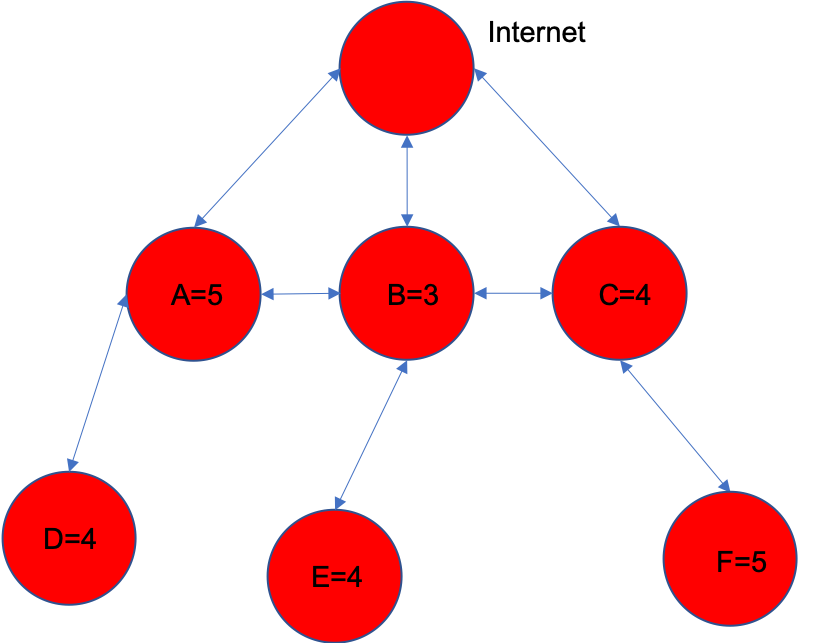 Internet
A=5
B=3
C=4
D=4
E=4
F=5